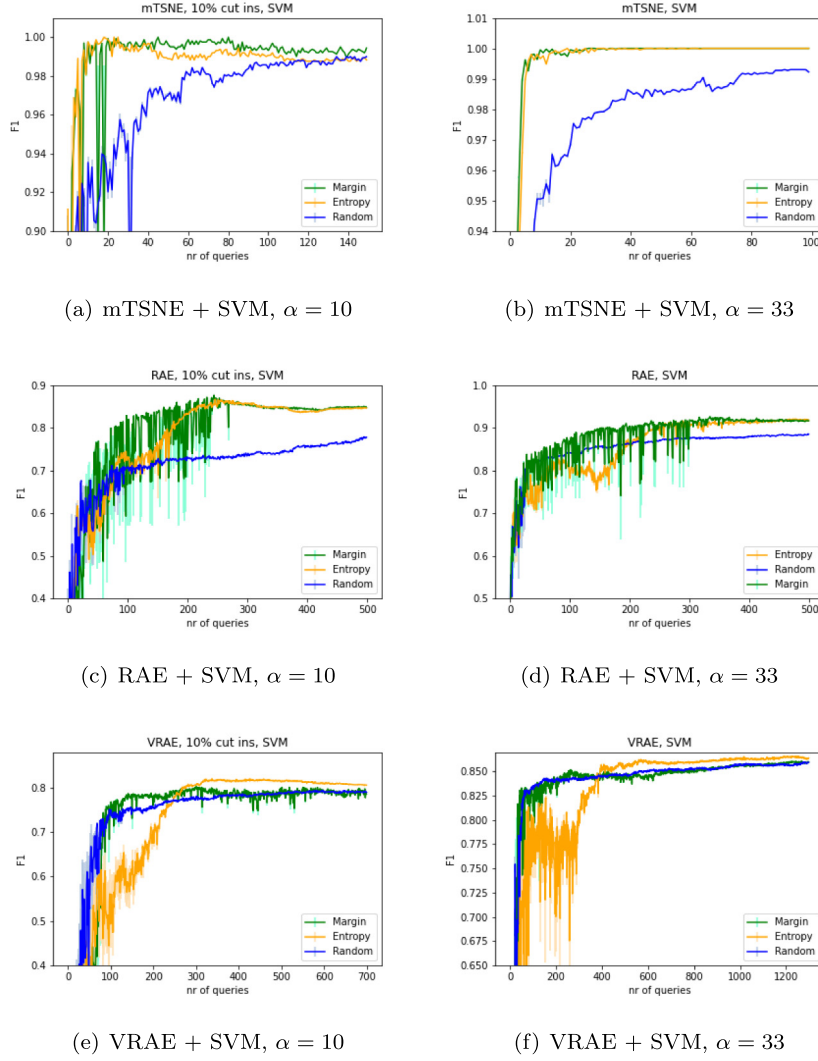 mTSNE, 10% cut ins, SVM
1.00
0.98
0.96
0.94
0.92
0.90
F1
0 20 40 60 80 100 120 140
nr of queries
Margin
Entropy
Random
(a) mTSNE + SVM, α = 10
mTSNE, SVM
1.01
1.00
0.99
0.98
0.97
0.96
0.95
0.94
F1
0 20 40 60 80 100
nr of queries
Margin
Entropy
Random
(b) mTSNE + SVM, α = 33
RAE, 10% cut ins, SVM
0.9
0.8
0.7
0.6
0.5
0.4
F1
0 100 200 300 400 500
nr of queries
Margin
Entropy
Random
(c) RAE + SVM, α = 10
RAE, SVM
1.0
0.9
0.8
0.7
0.6
0.5
F1
0 100 200 300 400 500
nr of queries
Entropy
Random
Margin
(d) RAE + SVM, α = 33
VRAE, 10% cut ins, SVM
0.8
0.7
0.6
0.5
0.4
F1
0 100 200 300 400 500 600 700
nr of queries
Margin
Entropy
Random
(e) VRAE + SVM, α = 10
VRAE, SVM
0.850
0.825
0.800
0.775
0.750
0.725
0.700
0.675
0.650
F1
0 200 400 600 800 1000 1200
nr of queries
Margin
Entropy
Random
(f) VRAE + SVM, α = 33